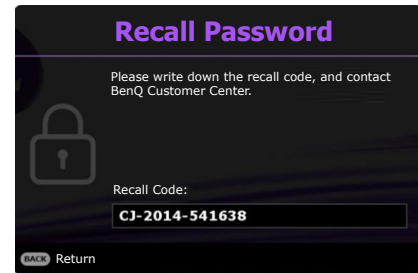 Recall Password
Please write down the recall code, and contact
BenQ Customer Center.
Recall Code:
CJ-2014-541638
BACK Return